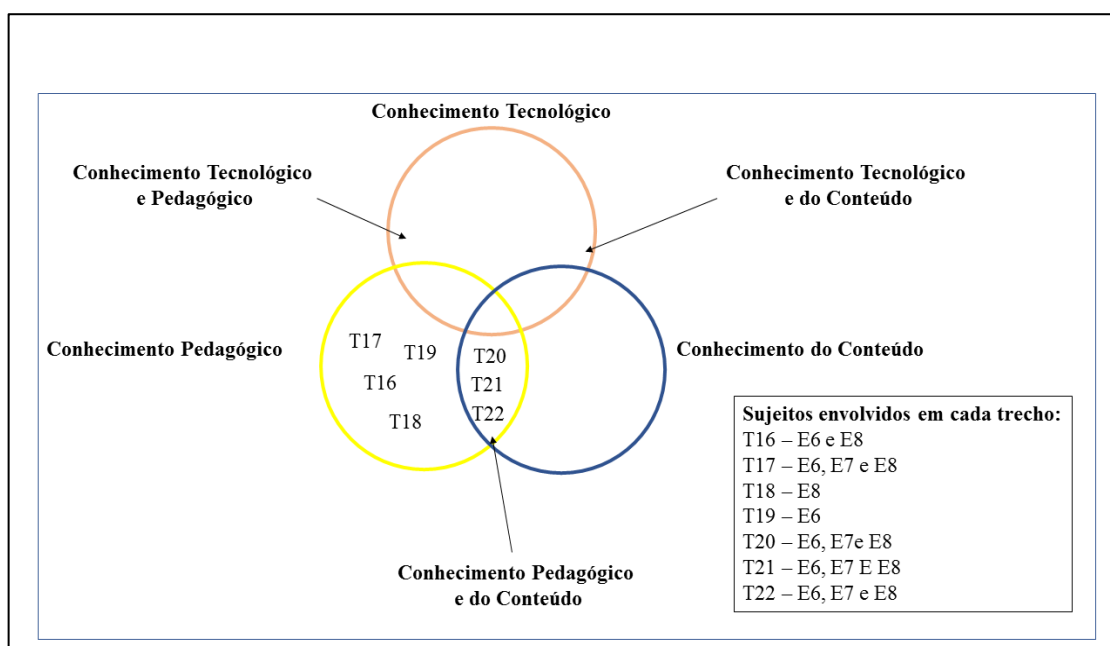 Conhecimento Tecnológico
Conhecimento Tecnológico
e Pedagógico
Conhecimento Tecnológico
e do Conteúdo
Conhecimento Pedagógico
T17
T19
T16
T18
T20
T21
T22
Conhecimento do Conteúdo
Conhecimento Pedagógico
e do Conteúdo
Sujeitos envolvidos em cada trecho:
T16 – E6 e E8
T17 – E6, E7 e E8
T18 – E8
T19 – E6
T20 – E6, E7e E8
T21 – E6, E7 E E8
T22 – E6, E7 e E8